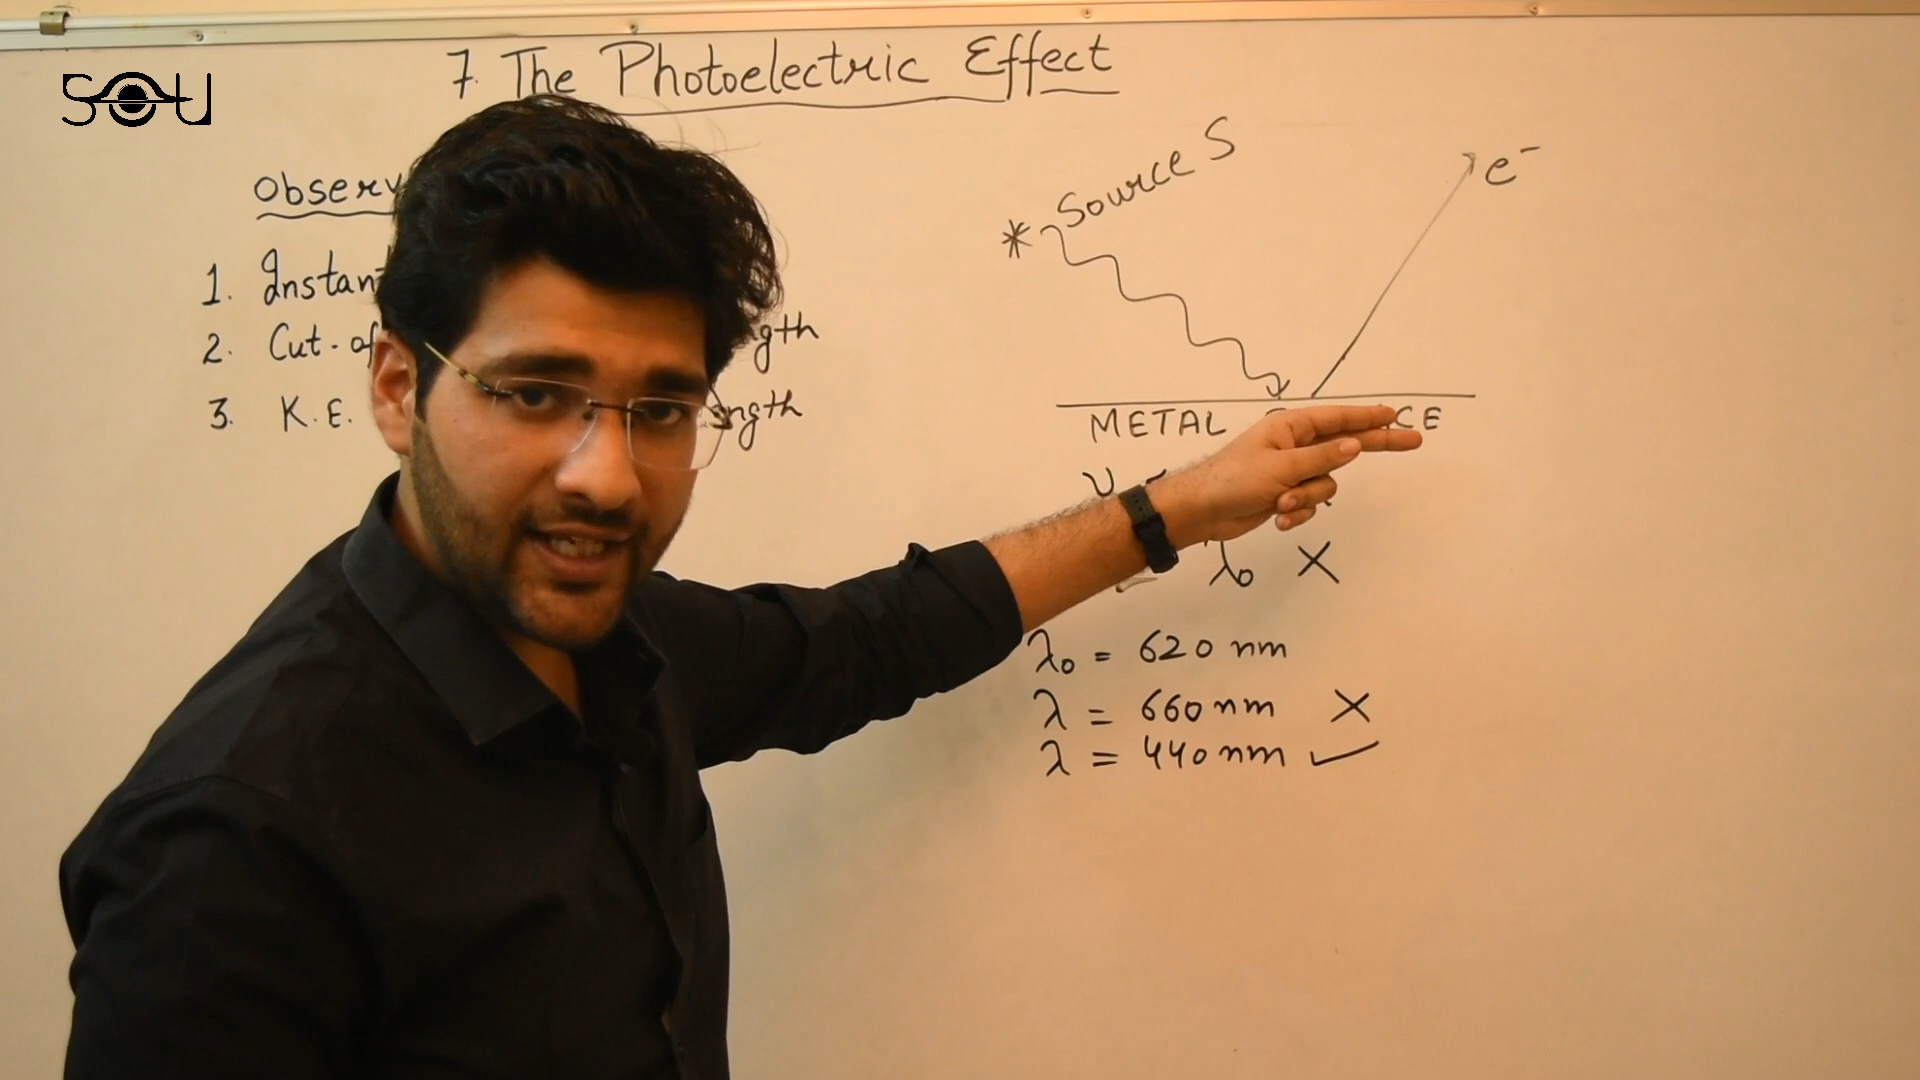 SOU
7. The Photoelectric Effect
Observ
1. Instan
2. Cut-of gth
3. K.E. ngth
* Source S
e⁻
METAL CE
λ₀ X
λ₀ = 620 nm
λ = 660 nm X
λ = 440 nm ✓